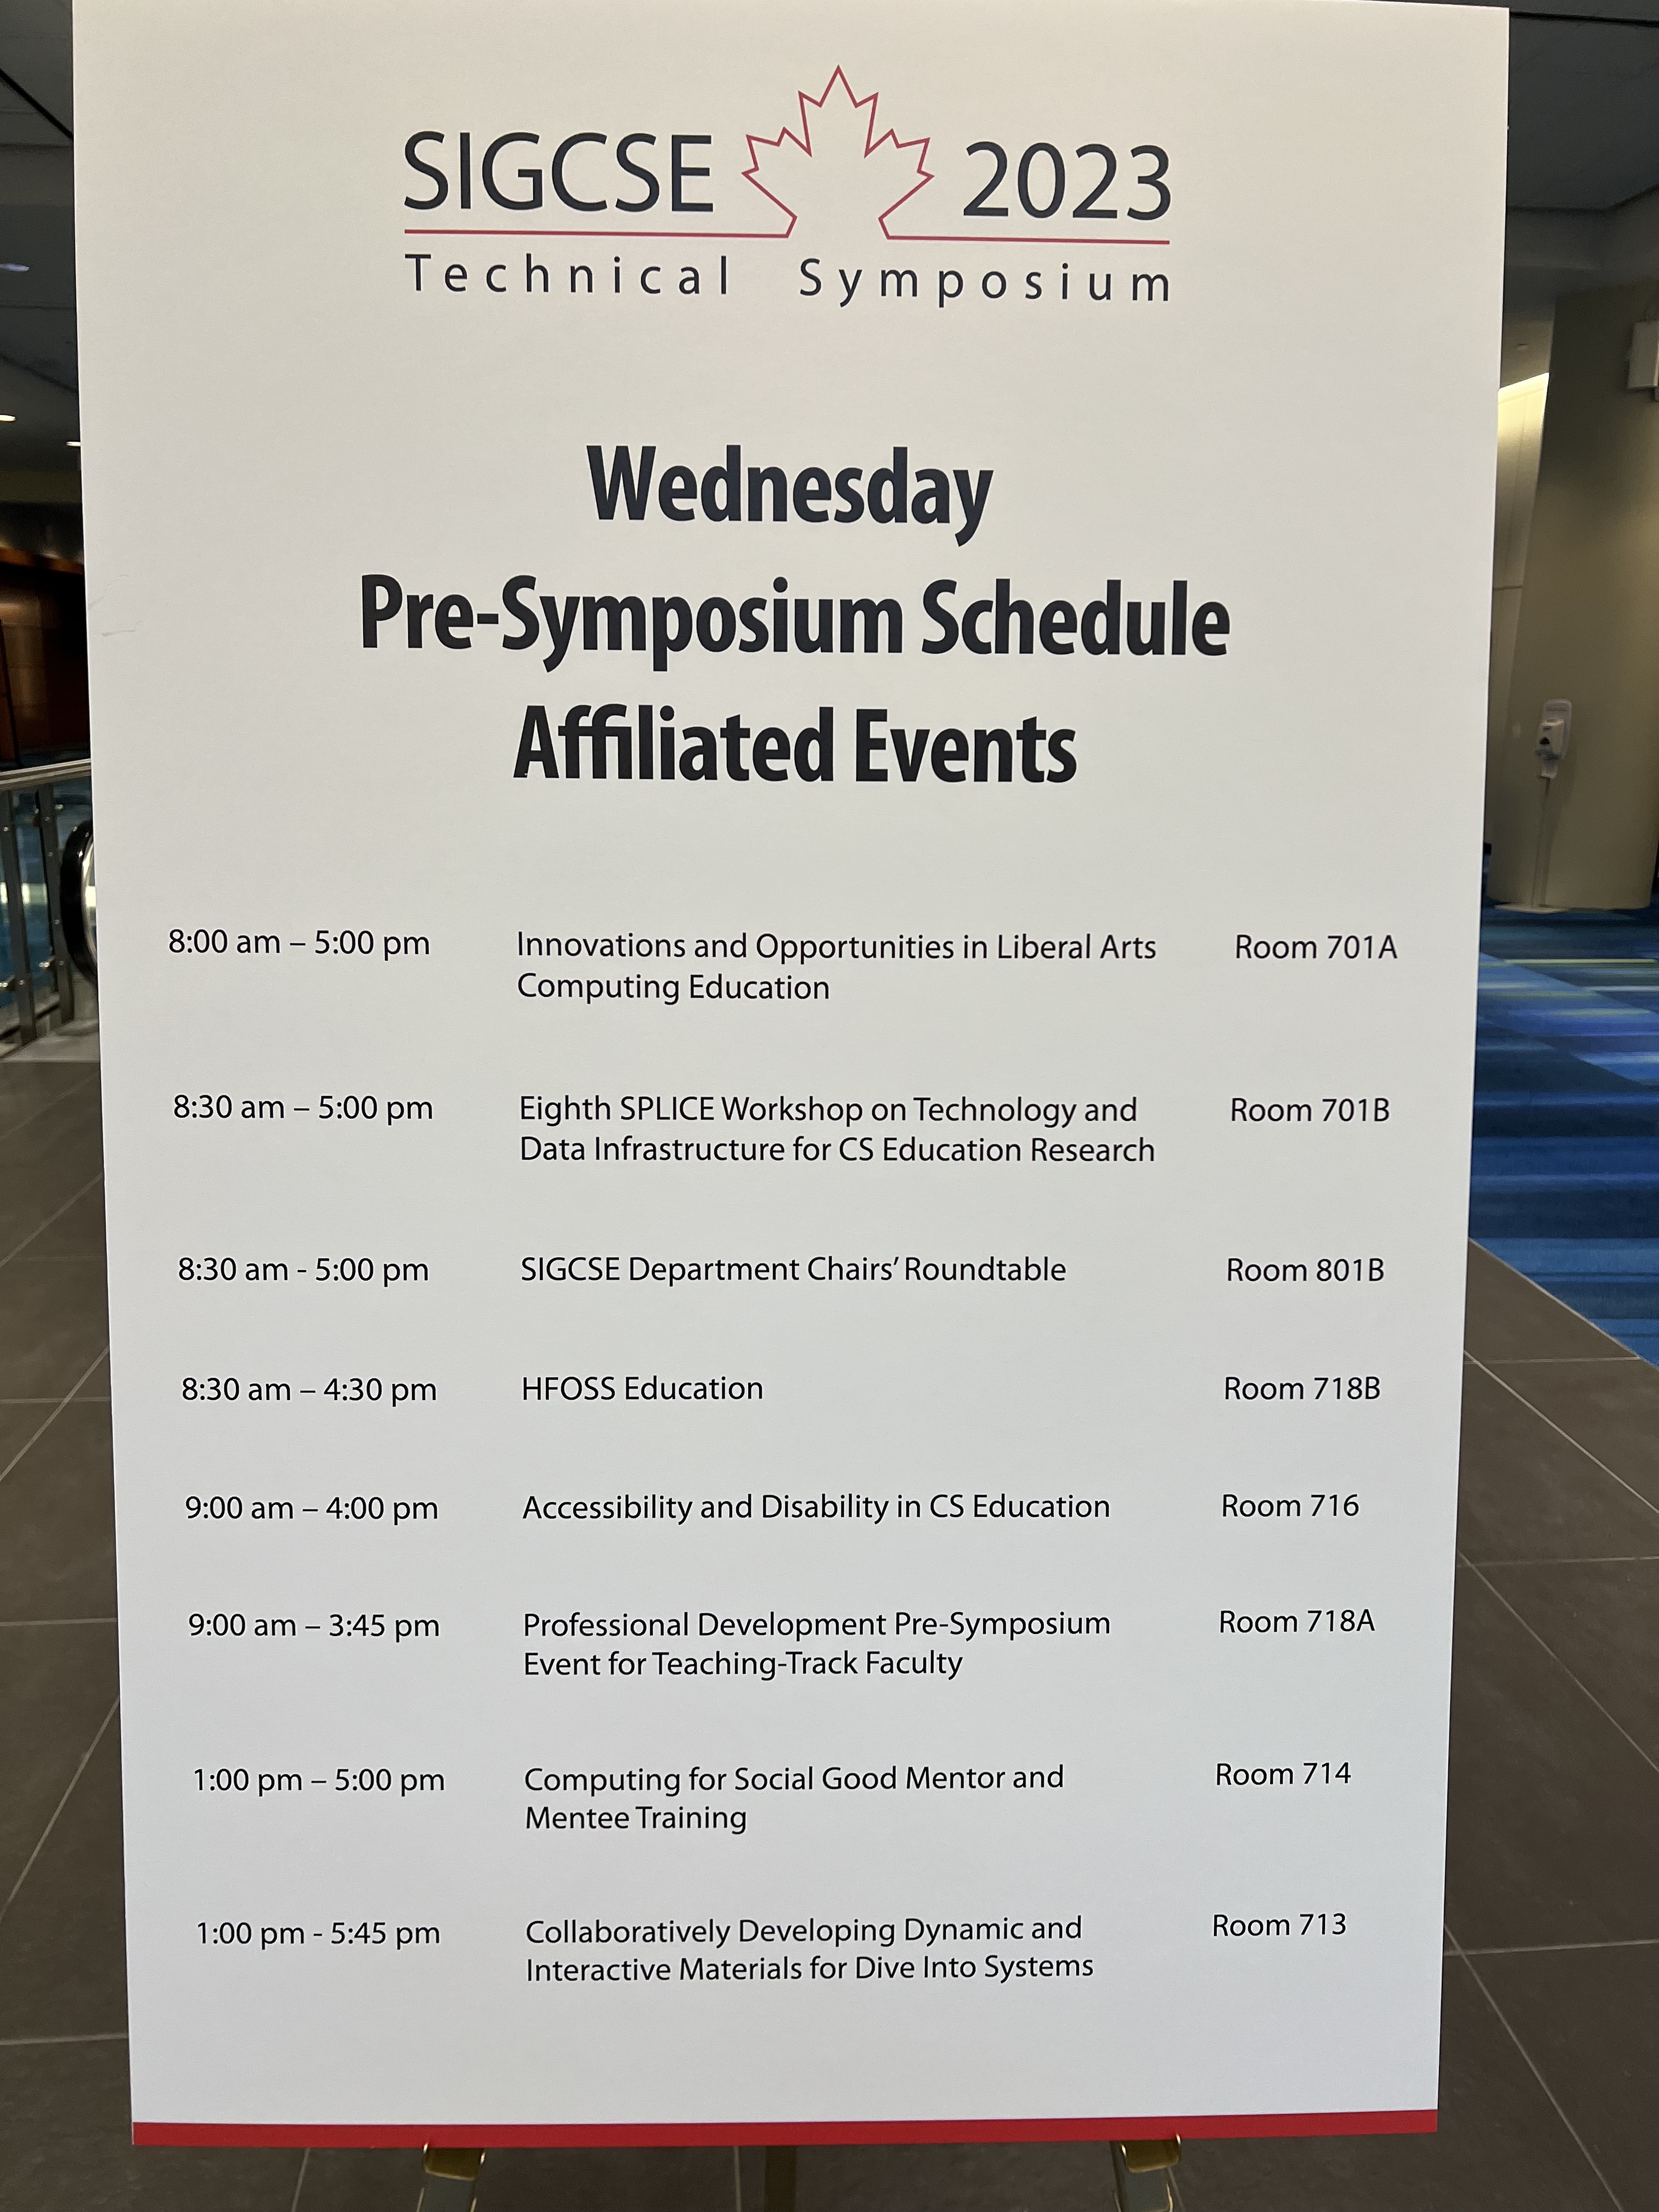 SIGCSE 2023
Technical Symposium
Wednesday
Pre-Symposium Schedule
Affiliated Events
8:00 am – 5:00 pm Innovations and Opportunities in Liberal Arts Room 701A
Computing Education
8:30 am – 5:00 pm Eighth SPLICE Workshop on Technology and Room 701B
Data Infrastructure for CS Education Research
8:30 am - 5:00 pm SIGCSE Department Chairs’ Roundtable Room 801B
8:30 am – 4:30 pm HFOSS Education Room 718B
9:00 am – 4:00 pm Accessibility and Disability in CS Education Room 716
9:00 am – 3:45 pm Professional Development Pre-Symposium Room 718A
Event for Teaching-Track Faculty
1:00 pm – 5:00 pm Computing for Social Good Mentor and Room 714
Mentee Training
1:00 pm - 5:45 pm Collaboratively Developing Dynamic and Room 713
Interactive Materials for Dive Into Systems